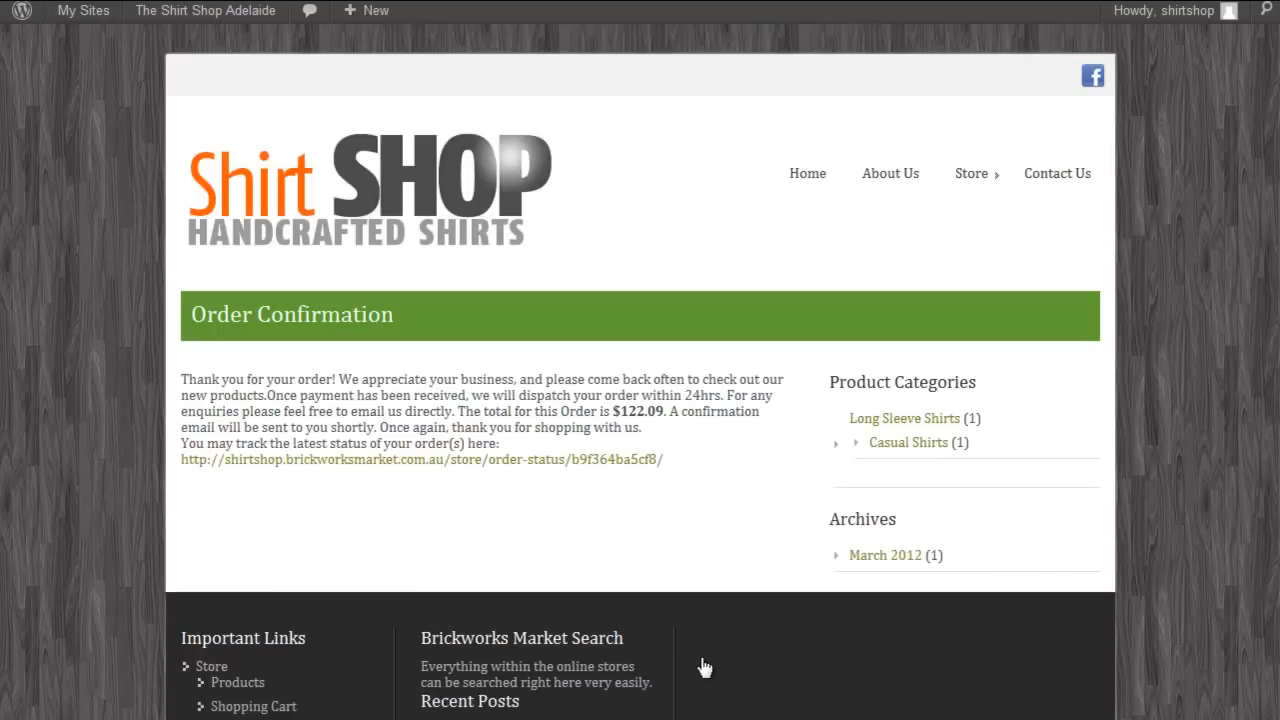 My Sites The Shirt Shop Adelaide New Howdy, shirtshop
Shirt SHOP
HANDCRAFTED SHIRTS
Home About Us Store Contact Us
Order Confirmation
Thank you for your order! We appreciate your business, and please come back often to check out our
new products.Once payment has been received, we will dispatch your order within 24hrs. For any
enquiries please feel free to email us directly. The total for this Order is $122.09. A confirmation
email will be sent to you shortly. Once again, thank you for shopping with us.
You may track the latest status of your order(s) here:
http://shirtshop.brickworksmarket.com.au/store/order-status/b9f364ba5cf8/
Product Categories
Long Sleeve Shirts (1)
Casual Shirts (1)
Archives
March 2012 (1)
Important Links
Store
Products
Shopping Cart
Brickworks Market Search
Everything within the online stores
can be searched right here very easily.
Recent Posts